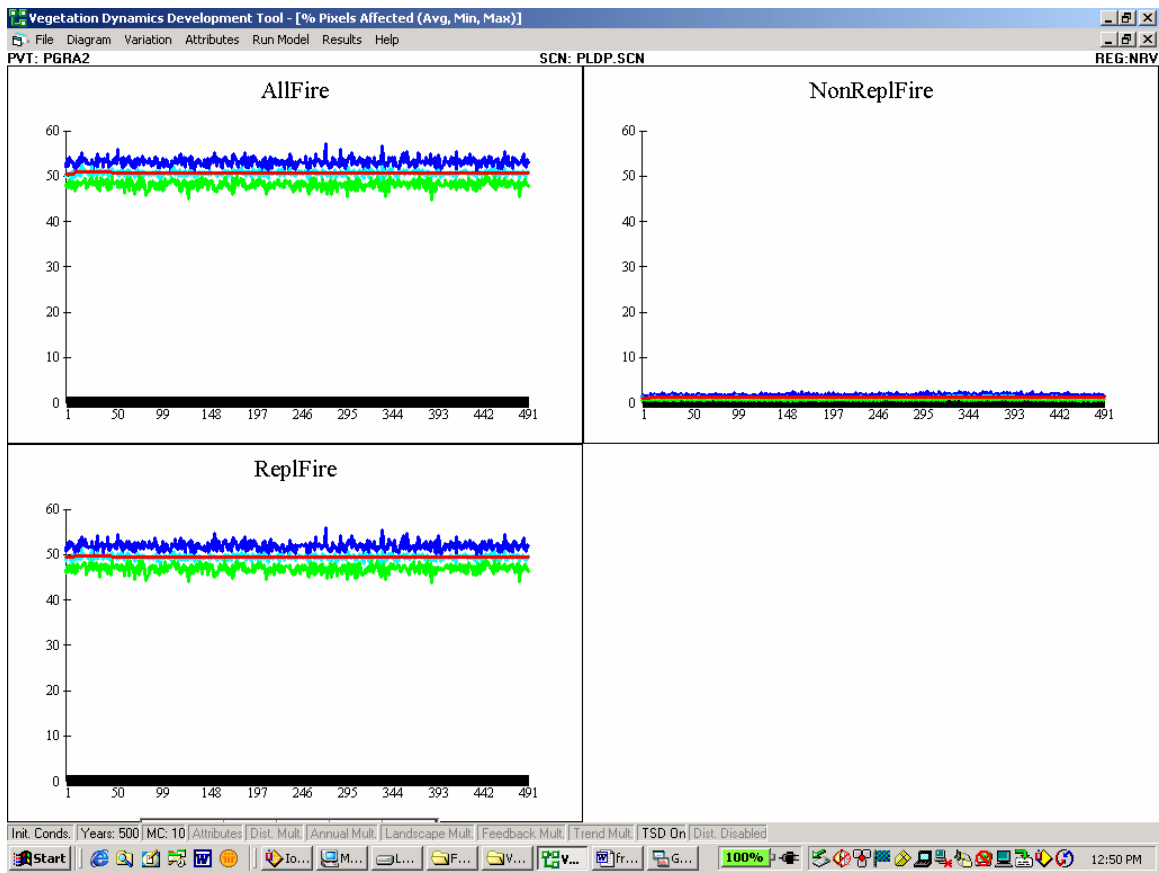 Vegetation Dynamics Development Tool - [% Pixels Affected (Avg, Min, Max)]
File Diagram Variation Attributes Run Model Results Help
PVT: PGRA2 SCN: PLDP.SCN REG:NRV
AllFire
60
50
40
30
20
10
0
1 50 99 148 197 246 295 344 393 442 491
NonReplFire
60
50
40
30
20
10
0
1 50 99 148 197 246 295 344 393 442 491
ReplFire
60
50
40
30
20
10
0
1 50 99 148 197 246 295 344 393 442 491
Init. Conds. Years: 500 MC: 10 Attributes Dist. Mult. Annual Mult. Landscape Mult. Feedback Mult. Trend Mult. TSD On Dist. Disabled
Start Io... M... L... F... V... V... fr... G... 100% 12:50 PM